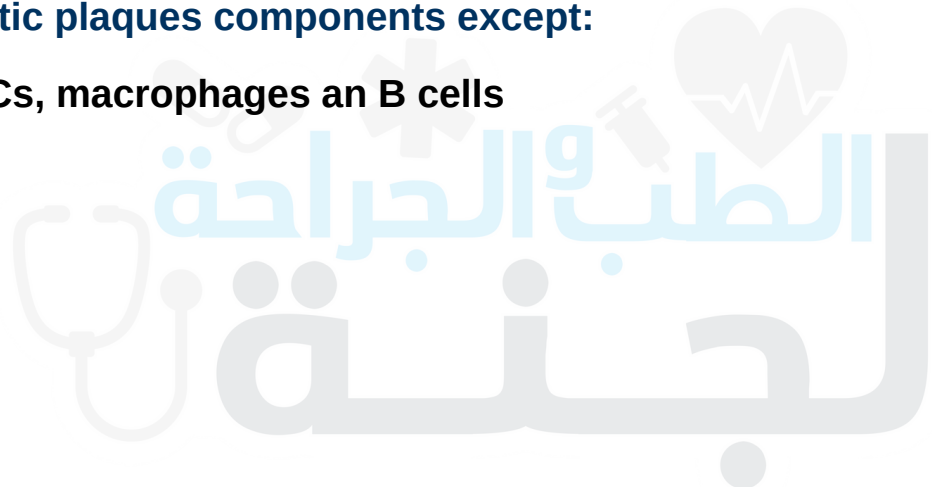 tic plaques components except:
Cs, macrophages an B cells
الطب والجراحة
لجنة